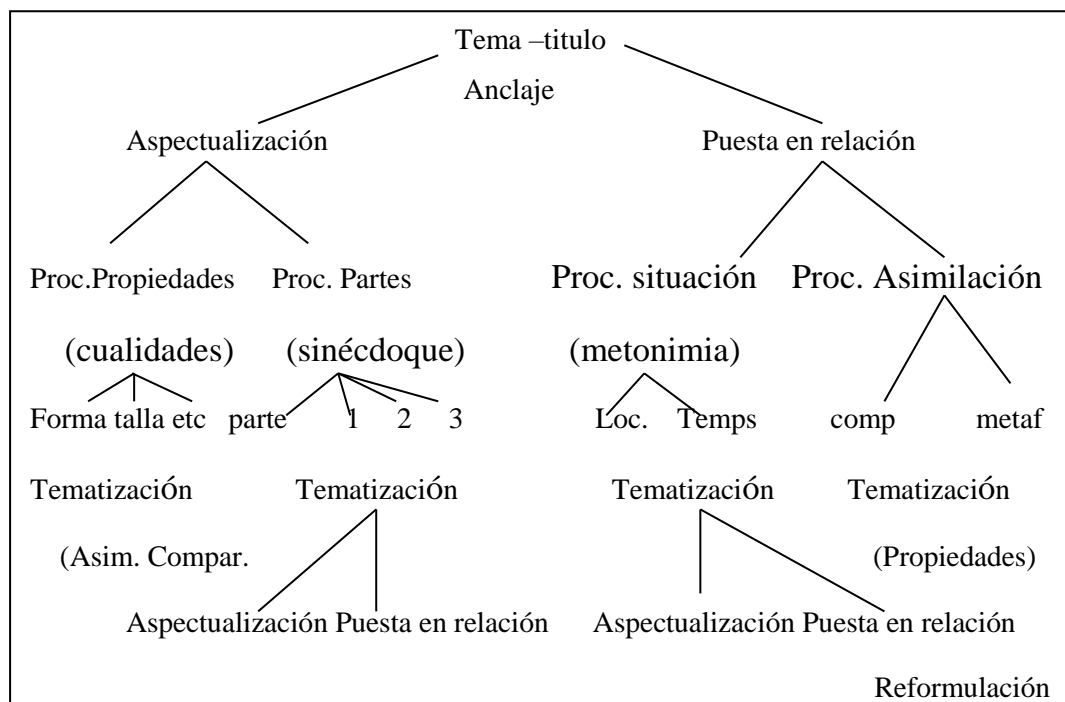 Tema –titulo
Anclaje
Aspectualización Puesta en relación
Proc.Propiedades Proc. Partes Proc. situación Proc. Asimilación
(cualidades) (sinécdoque) (metonimia)
Forma talla etc parte 1 2 3 Loc. Temps comp metaf
Tematización Tematización Tematización Tematización
(Asim. Compar. (Propiedades)
Aspectualización Puesta en relación Aspectualización Puesta en relación
Reformulación